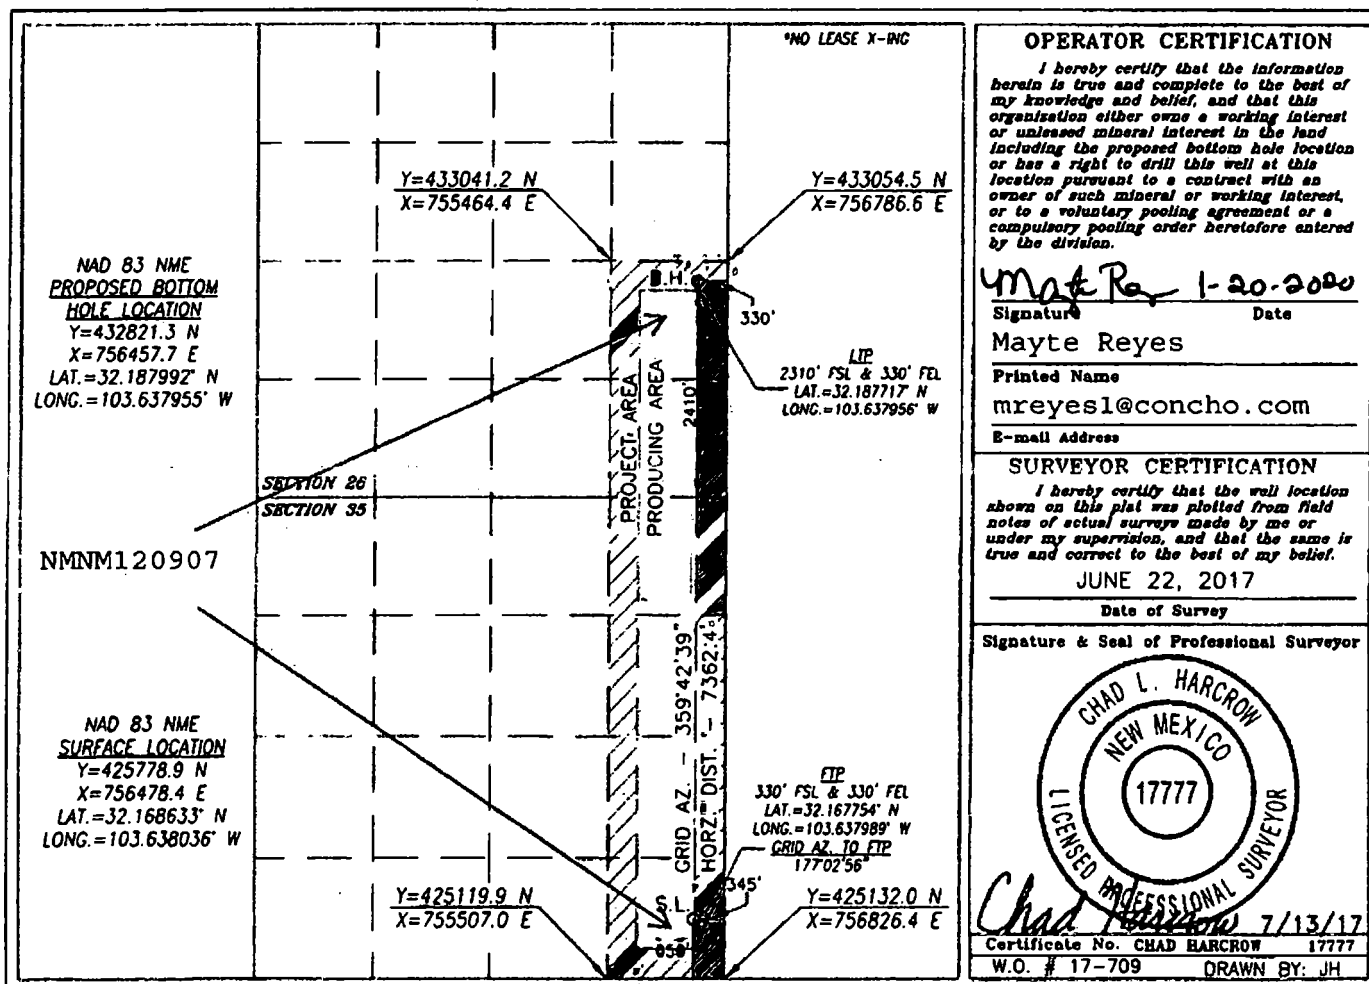 *NO LEASE X-ING
Y=433041.2 N
X=755464.4 E
Y=433054.5 N
X=756786.6 E
NAD 83 NME
PROPOSED BOTTOM
HOLE LOCATION
Y=432821.3 N
X=756457.7 E
LAT.=32.187992° N
LONG.=103.637955° W
B.H.
330'
LTP
2310' FSL & 330' FEL
LAT.=32.187717° N
LONG.=103.637956° W
2410'
PROJECT AREA
PRODUCING AREA
SECTION 26
SECTION 35
NMNM120907
GRID AZ. - 359°42'39"
HORZ. DIST. - 7362.4'
NAD 83 NME
SURFACE LOCATION
Y=425778.9 N
X=756478.4 E
LAT.=32.168633° N
LONG.=103.638036° W
FTP
330' FSL & 330' FEL
LAT.=32.167754° N
LONG.=103.637989° W
GRID AZ. TO FTP
177°02'56"
345'
S.L.
Y=425119.9 N
X=755507.0 E
Y=425132.0 N
X=756826.4 E
OPERATOR CERTIFICATION
I hereby certify that the information
herein is true and complete to the best of
my knowledge and belief, and that this
organization either owns a working interest
or unleased mineral interest in the land
including the proposed bottom hole location
or has a right to drill this well at this
location pursuant to a contract with an
owner of such mineral or working interest,
or to a voluntary pooling agreement or a
compulsory pooling order heretofore entered
by the division.
1-20-2020
Signature Date
Mayte Reyes
Printed Name
mreyes1@concho.com
E-mail Address
SURVEYOR CERTIFICATION
I hereby certify that the well location
shown on this plat was plotted from field
notes of actual surveys made by me or
under my supervision, and that the same is
true and correct to the best of my belief.
JUNE 22, 2017
Date of Survey
Signature & Seal of Professional Surveyor
CHAD L. HARCROW
NEW MEXICO
17777
LICENSED PROFESSIONAL SURVEYOR
Chad Harcrow 7/13/17
Certificate No. CHAD HARCROW 17777
W.O. # 17-709 DRAWN BY: JH